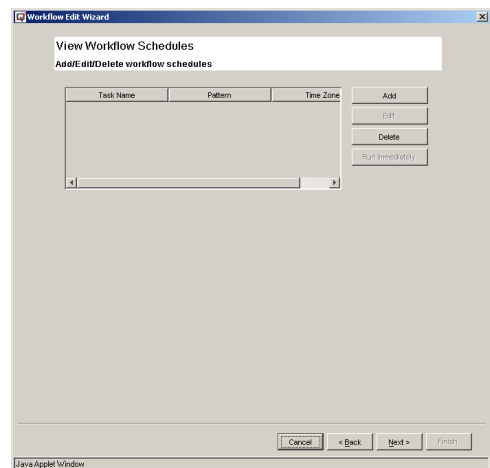 Workflow Edit Wizard
View Workflow Schedules
Add/Edit/Delete workflow schedules
Task Name Pattern Time Zone
Add
Edit
Delete
Run Immediately
Cancel < Back Next > Finish
Java Applet Window